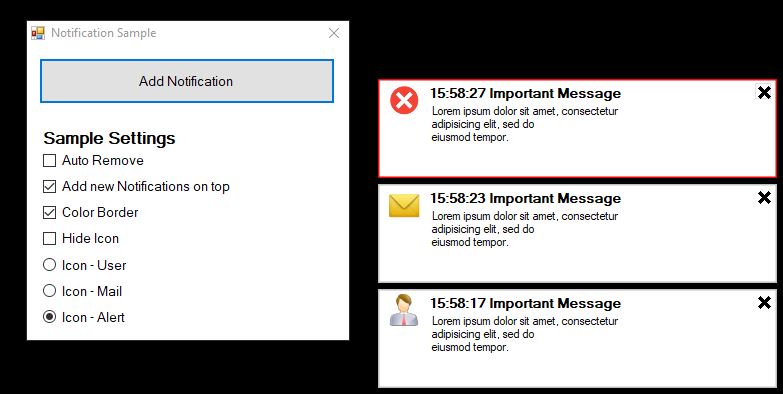 Notification Sample
Add Notification
Sample Settings
Auto Remove
Add new Notifications on top
Color Border
Hide Icon
Icon - User
Icon - Mail
Icon - Alert
15:58:27 Important Message
Lorem ipsum dolor sit amet, consectetur
adipisicing elit, sed do
eiusmod tempor.
15:58:23 Important Message
Lorem ipsum dolor sit amet, consectetur
adipisicing elit, sed do
eiusmod tempor.
15:58:17 Important Message
Lorem ipsum dolor sit amet, consectetur
adipisicing elit, sed do
eiusmod tempor.